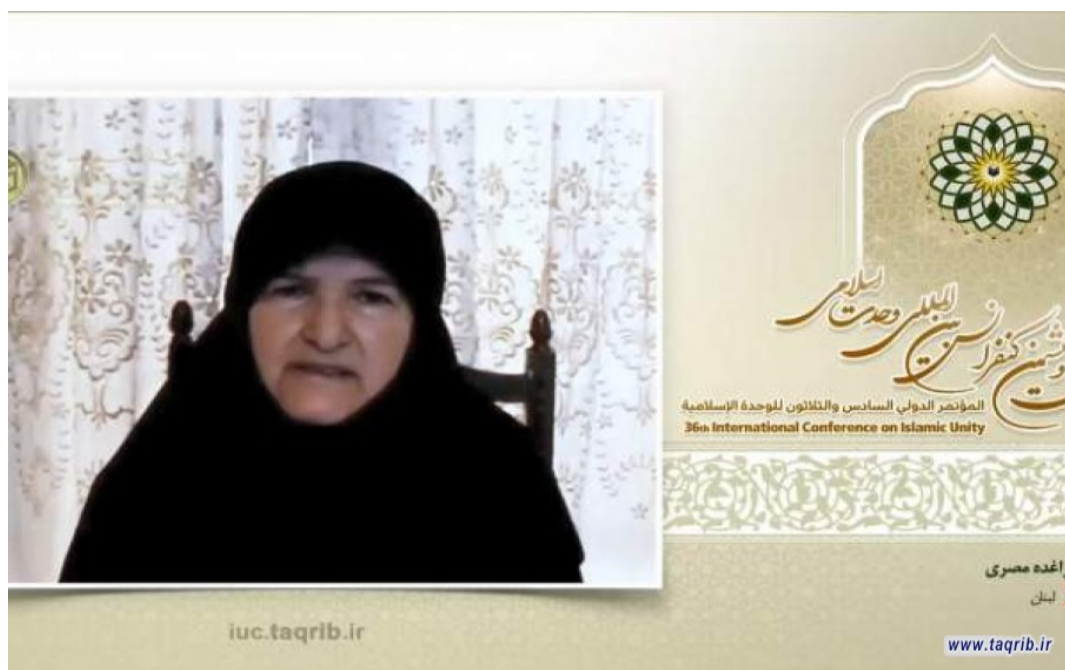 کنفرانس بین المللی وحدت اسلامی
المؤتمر الدولي السادس والثلاثون للوحدة الإسلامية
36th International Conference on Islamic Unity
راغده مصری
لبنان
iuc.taqrib.ir
www.taqrib.ir